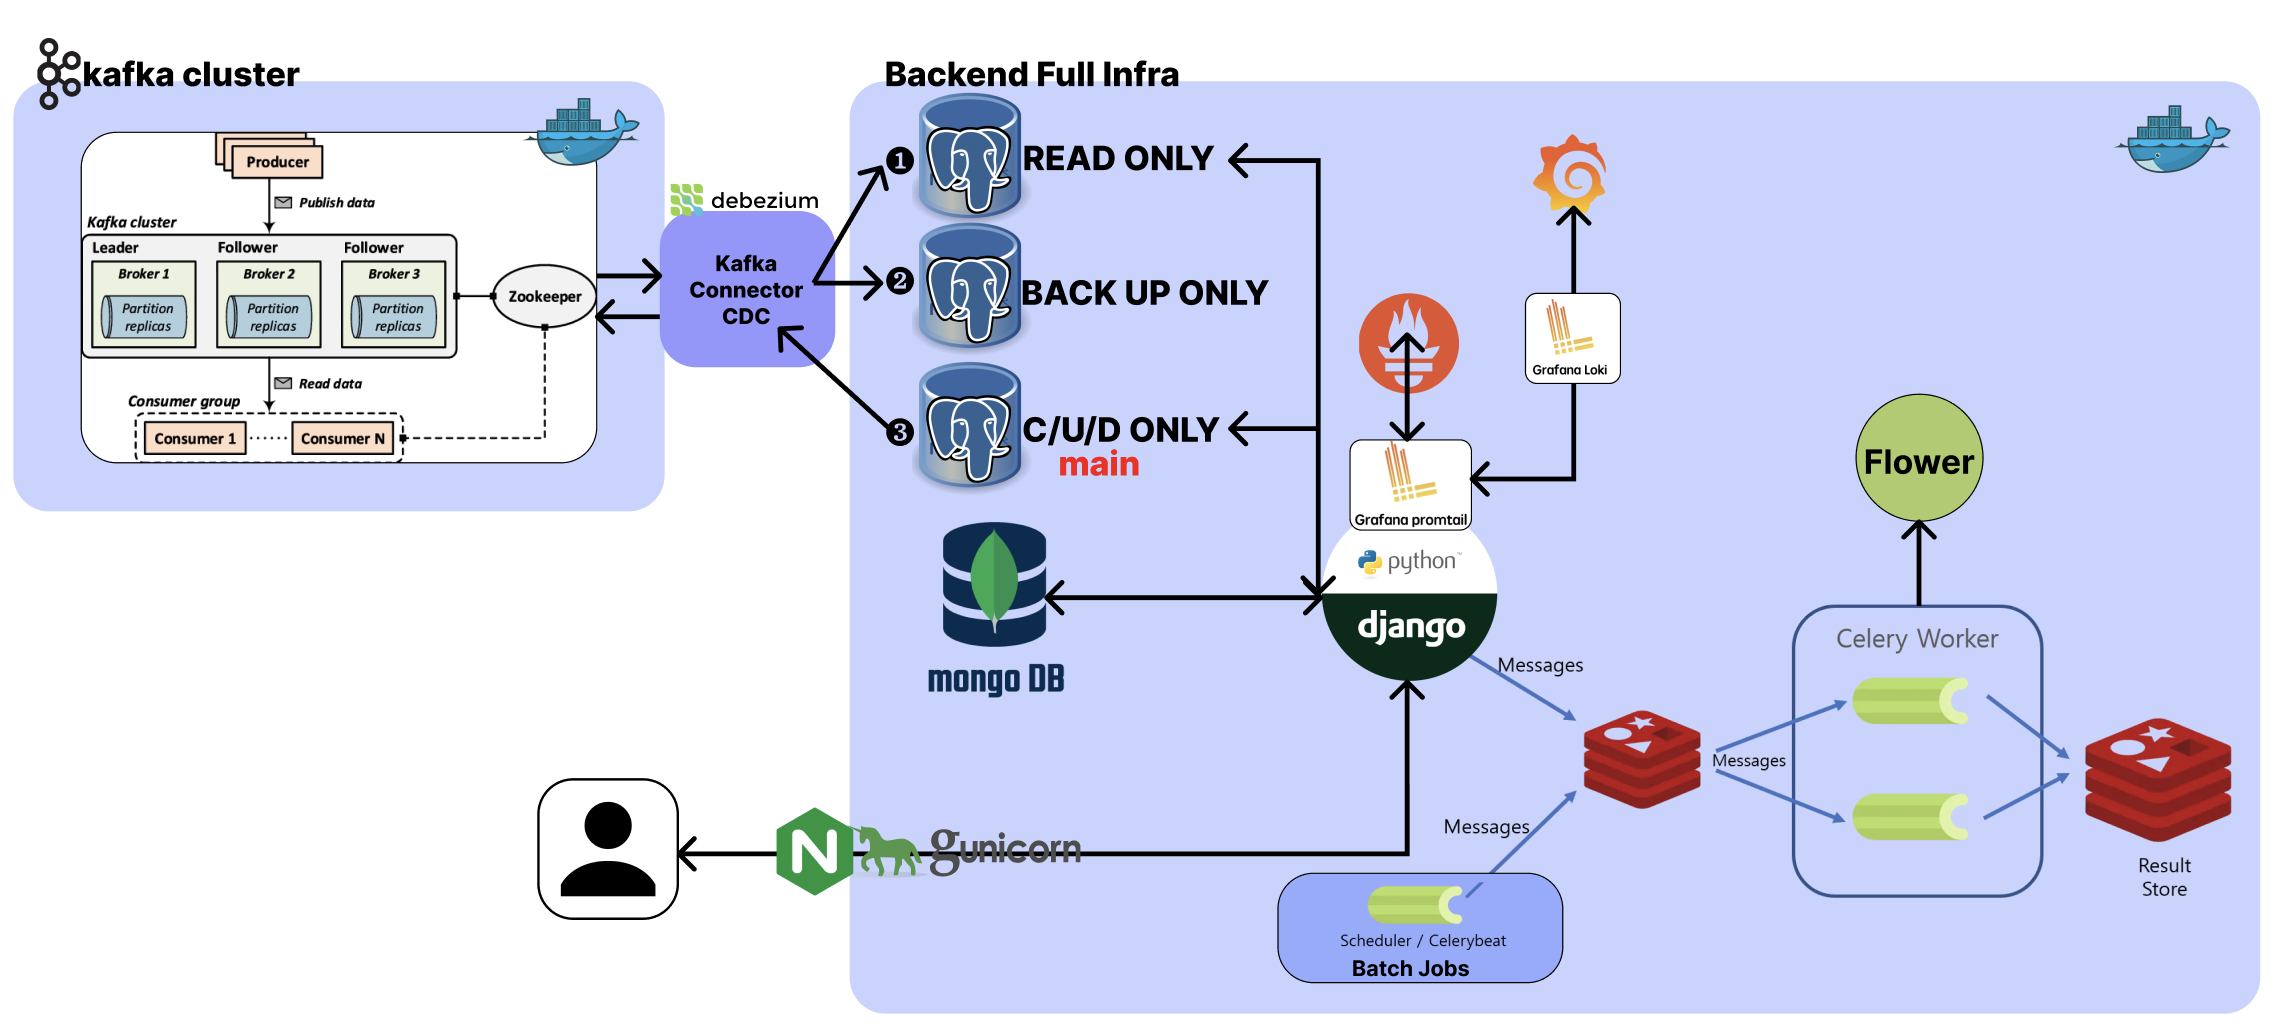 kafka cluster
Producer
Publish data
Kafka cluster
Leader
Follower
Follower
Broker 1
Broker 2
Broker 3
Partition
replicas
Partition
replicas
Partition
replicas
Zookeeper
Read data
Consumer group
Consumer 1
Consumer N
debezium
Kafka
Connector
CDC
Backend Full Infra
1
READ ONLY
2
BACK UP ONLY
3
C/U/D ONLY
main
mongo DB
Grafana Loki
Grafana promtail
python™
django
Flower
Celery Worker
Messages
Messages
Messages
Result
Store
N
gunicorn
Scheduler / Celerybeat
Batch Jobs